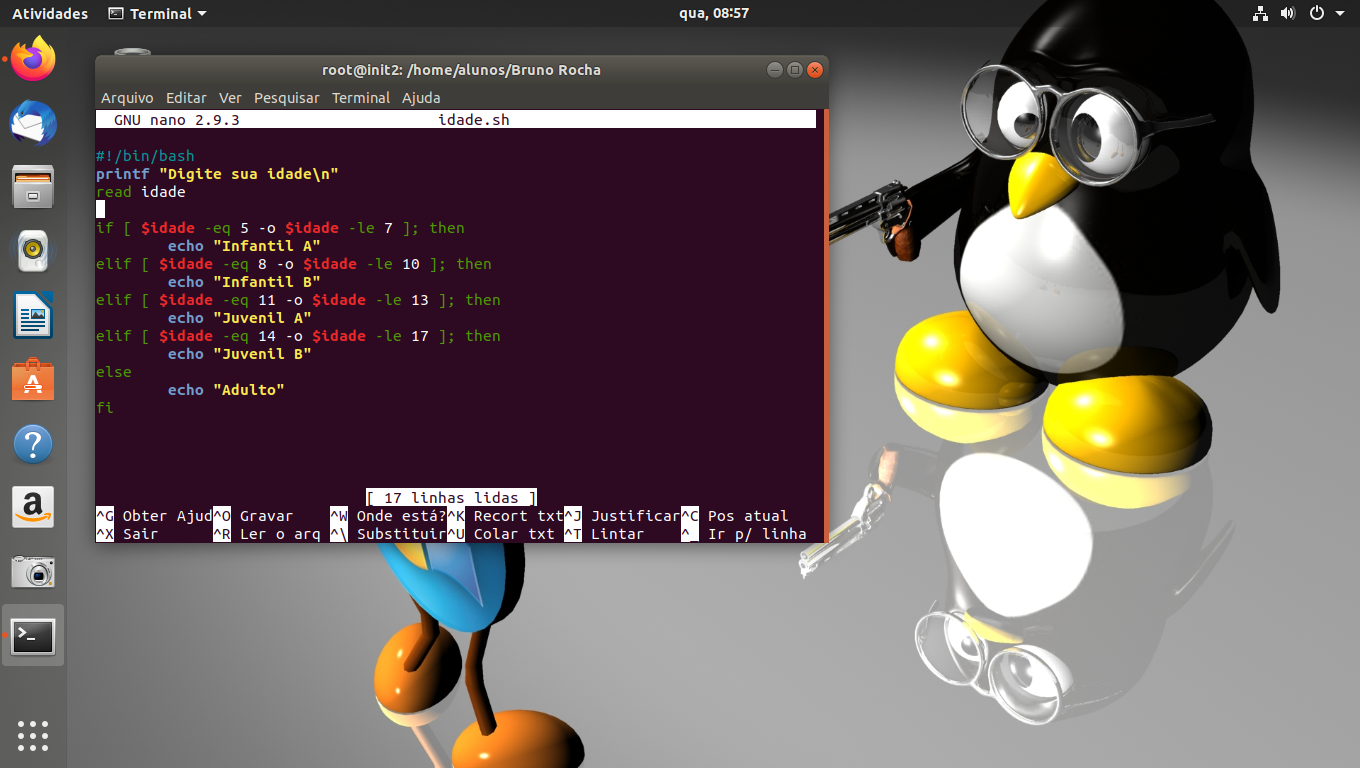 Atividades Terminal qua, 08:57
root@init2: /home/alunos/Bruno Rocha
Arquivo Editar Ver Pesquisar Terminal Ajuda
GNU nano 2.9.3 idade.sh
#!/bin/bash
printf "Digite sua idade\n"
read idade
if [ $idade -eq 5 -o $idade -le 7 ]; then
echo "Infantil A"
elif [ $idade -eq 8 -o $idade -le 10 ]; then
echo "Infantil B"
elif [ $idade -eq 11 -o $idade -le 13 ]; then
echo "Juvenil A"
elif [ $idade -eq 14 -o $idade -le 17 ]; then
echo "Juvenil B"
else
echo "Adulto"
fi
[ 17 linhas lidas ]
^G Obter Ajud^O Gravar ^W Onde está?^K Recort txt^J Justificar^C Pos atual
^X Sair ^R Ler o arq ^\ Substituir^U Colar txt ^T Lintar ^_ Ir p/ linha